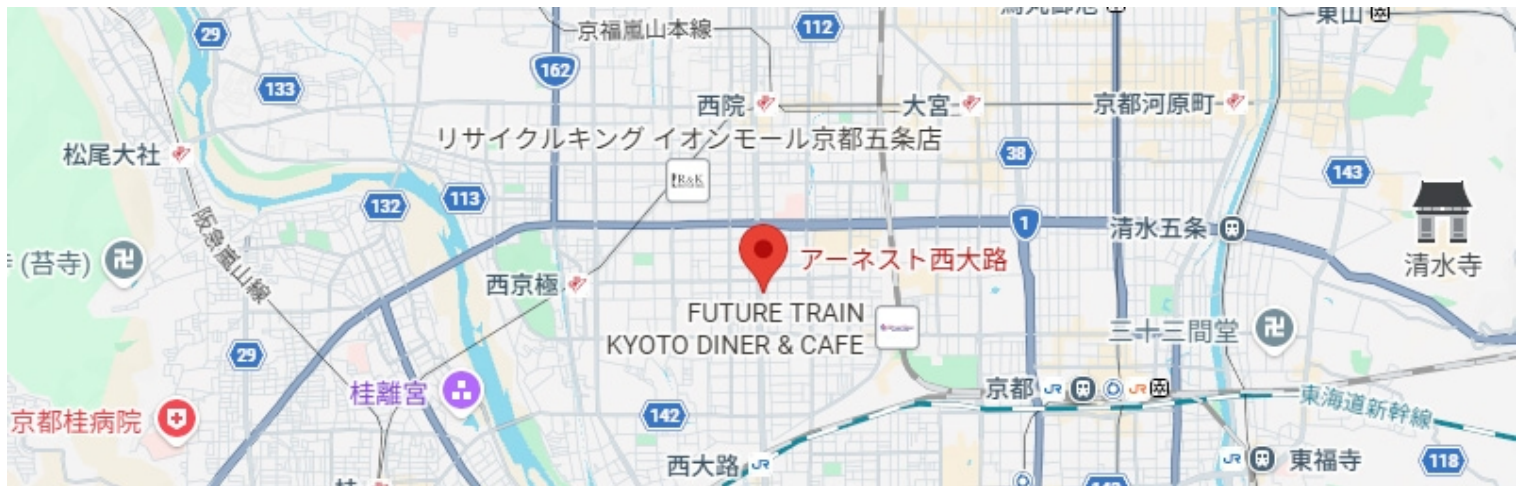 東山
29
京福嵐山本線
112
162
133
西院
大宮
京都河原町
リサイクルキング イオンモール京都五条店
38
松尾大社
143
R&K
132
113
阪急嵐山線
1
清水五条
(苔寺)
アーネスト西大路
清水寺
西京極
FUTURE TRAIN
KYOTO DINER & CAFE
三十三間堂
29
桂離宮
京都
JR
JR
東海道新幹線
京都桂病院
142
西大路
JR
JR
東福寺
118